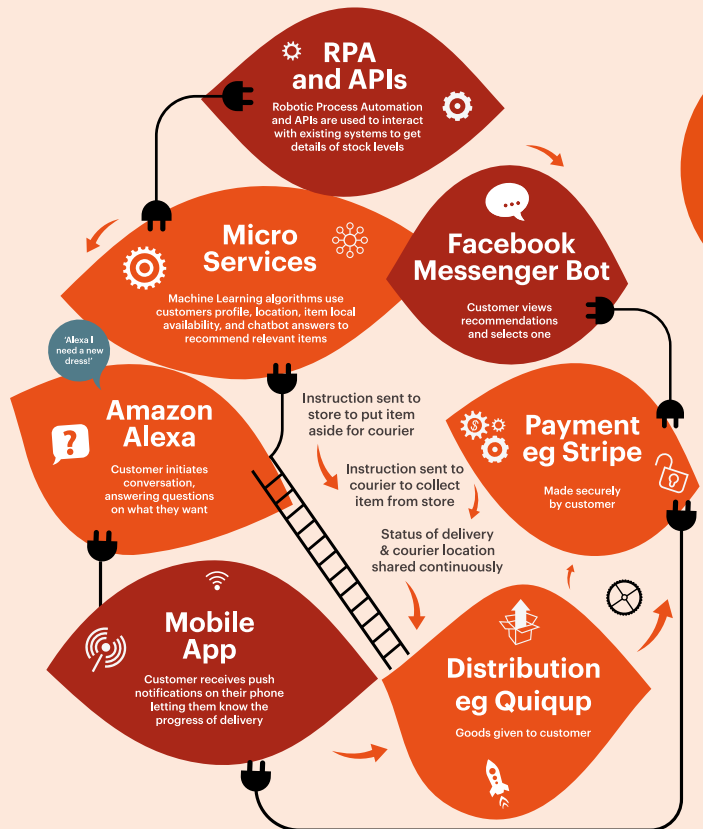 RPA
and APIs
Robotic Process Automation
and APIs are used to interact
with existing systems to get
details of stock levels
Micro
Services
Machine Learning algorithms use
customers profile, location, item local
availability, and chatbot answers to
recommend relevant items
Facebook
Messenger Bot
Customer views
recommendations
and selects one
'Alexa I
need a new
dress!'
Amazon
Alexa
Customer initiates
conversation,
answering questions
on what they want
Instruction sent to
store to put item
aside for courier
Instruction sent to
courier to collect
item from store
Status of delivery
& courier location
shared continuously
Payment
eg Stripe
Made securely
by customer
Mobile
App
Customer receives push
notifications on their phone
letting them know the
progress of delivery
Distribution
eg Quiqup
Goods given to customer